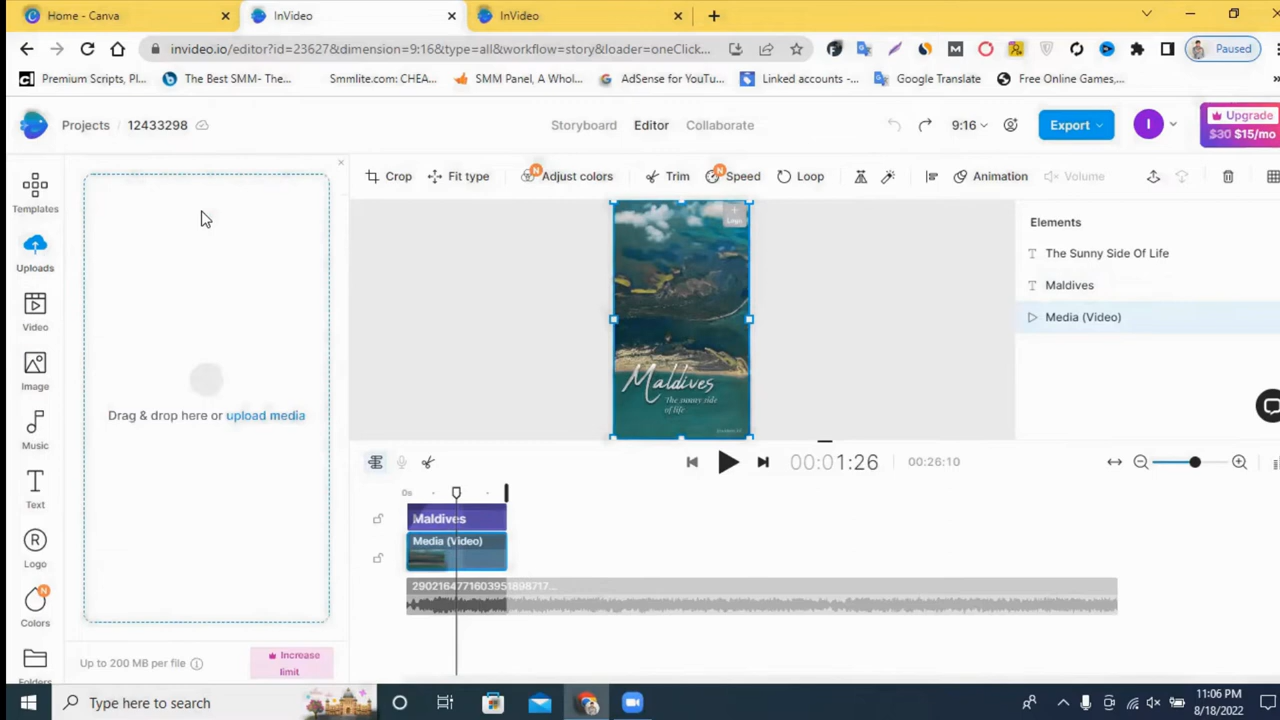 Home - Canva
InVideo
InVideo
invideo.io/editor?id=23627&dimension=9:16&type=all&workflow=story&loader=oneClick...
Paused
Premium Scripts, Pl...
The Best SMM- The...
Smmlite.com: CHEA...
SMM Panel, A Whol...
AdSense for YouTu...
Linked accounts -...
Google Translate
Free Online Games,...
Projects
12433298
Storyboard
Editor
Collaborate
9:16
Export
I
Upgrade
$30 $15/mo
Crop
Fit type
N
Adjust colors
Trim
N
Speed
Loop
Animation
Volume
Templates
Uploads
Video
Image
Music
Text
Logo
N
Colors
Folders
Drag & drop here or upload media
Up to 200 MB per file
Increase
limit
Logo
Maldives
The sunny side
of life
Elements
The Sunny Side Of Life
Maldives
Media (Video)
00:01:26
00:26:10
0s
Maldives
Media (Video)
Type here to search
11:06 PM
8/18/2022